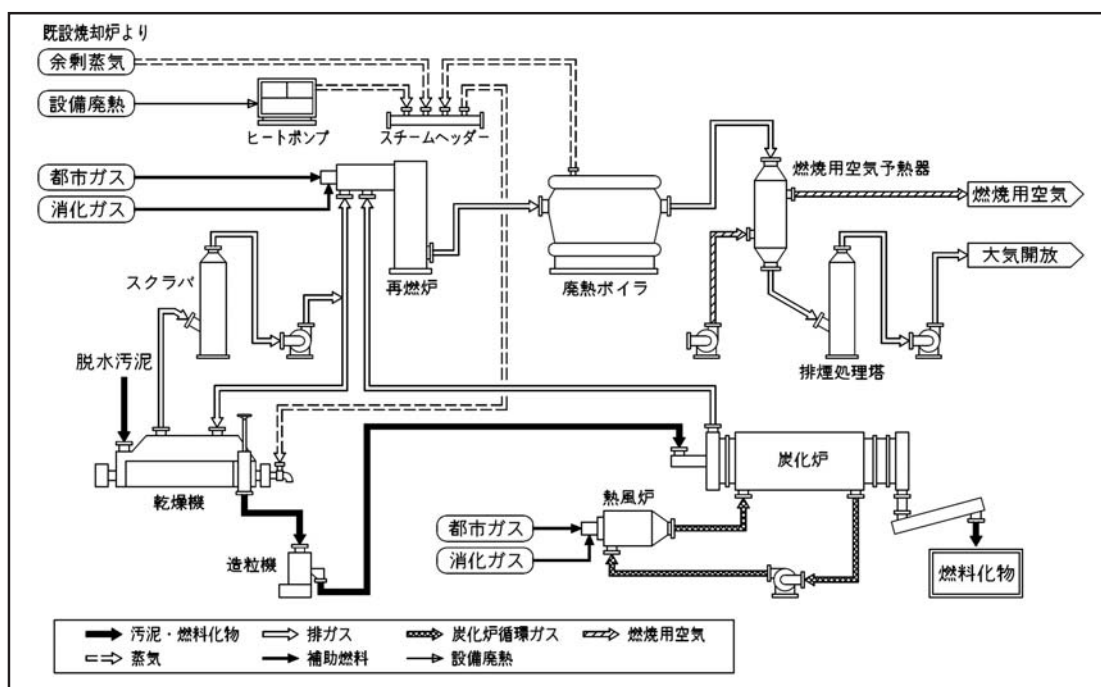 既設焼却炉より
余剰蒸気
設備廃熱
ヒートポンプ
スチームヘッダー
都市ガス
消化ガス
再燃炉
廃熱ボイラ
燃焼用空気予熱器
燃焼用空気
大気開放
スクラバ
排煙処理塔
脱水汚泥
乾燥機
造粒機
炭化炉
熱風炉
都市ガス
消化ガス
燃料化物
汚泥・燃料化物
排ガス
炭化炉循環ガス
燃焼用空気
蒸気
補助燃料
設備廃熱